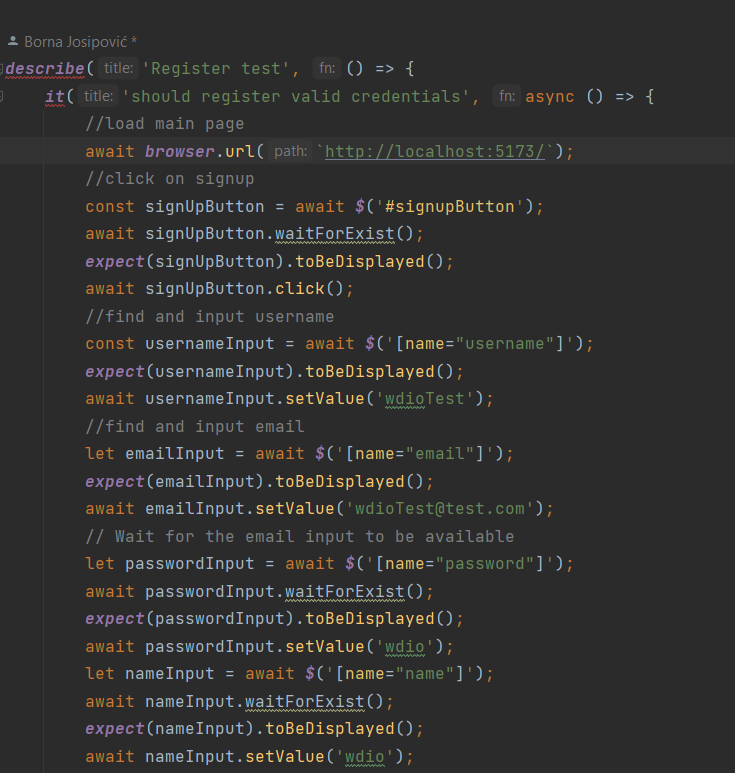 Borna Josipović *
describe( title: 'Register test', fn: () => {
it( title: 'should register valid credentials', fn: async () => {
//load main page
await browser.url( path: `http://localhost:5173/`);
//click on signup
const signUpButton = await $('#signupButton');
await signUpButton.waitForExist();
expect(signUpButton).toBeDisplayed();
await signUpButton.click();
//find and input username
const usernameInput = await $('[name="username"]');
expect(usernameInput).toBeDisplayed();
await usernameInput.setValue('wdioTest');
//find and input email
let emailInput = await $('[name="email"]');
expect(emailInput).toBeDisplayed();
await emailInput.setValue('wdioTest@test.com');
// Wait for the email input to be available
let passwordInput = await $('[name="password"]');
await passwordInput.waitForExist();
expect(passwordInput).toBeDisplayed();
await passwordInput.setValue('wdio');
let nameInput = await $('[name="name"]');
await nameInput.waitForExist();
expect(nameInput).toBeDisplayed();
await nameInput.setValue('wdio');